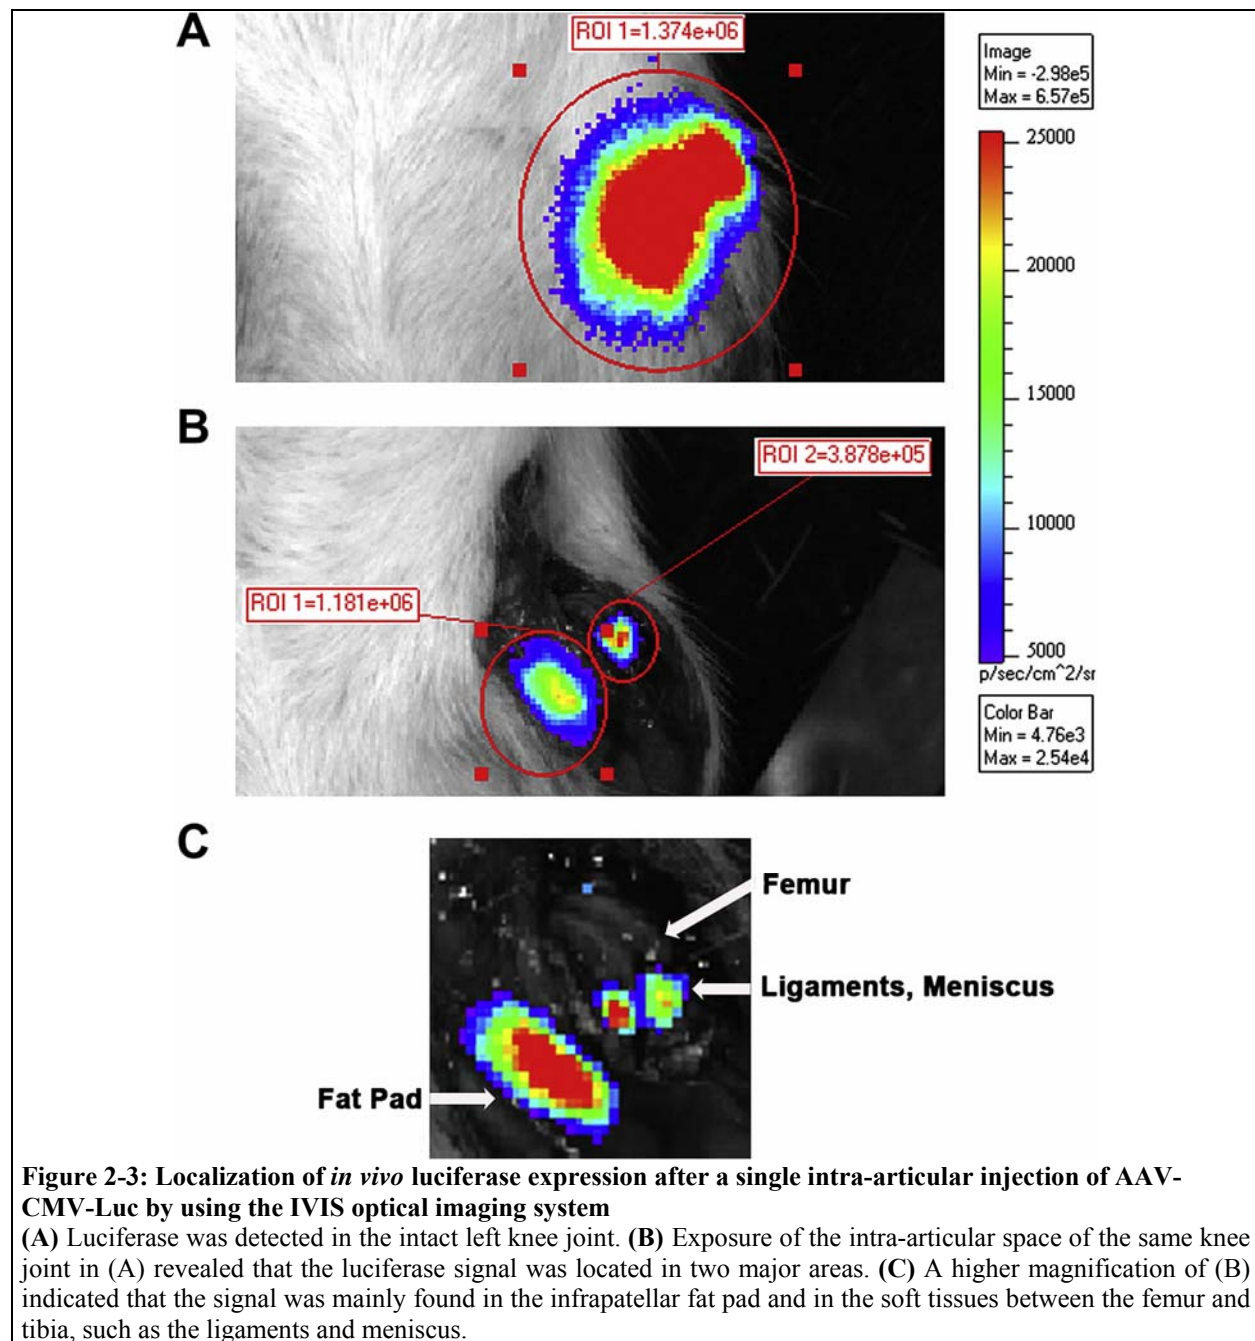 A
ROI 1=1.374e+06
Image
Min = -2.98e5
Max = 6.57e5
25000
20000
15000
10000
5000
p/sec/cm^2/sr
Color Bar
Min = 4.76e3
Max = 2.54e4
B
ROI 2=3.878e+05
ROI 1=1.181e+06
C
Femur
Ligaments, Meniscus
Fat Pad
Figure 2-3: Localization of in vivo luciferase expression after a single intra-articular injection of AAV-
CMV-Luc by using the IVIS optical imaging system
(A) Luciferase was detected in the intact left knee joint. (B) Exposure of the intra-articular space of the same knee
joint in (A) revealed that the luciferase signal was located in two major areas. (C) A higher magnification of (B)
indicated that the signal was mainly found in the infrapatellar fat pad and in the soft tissues between the femur and
tibia, such as the ligaments and meniscus.